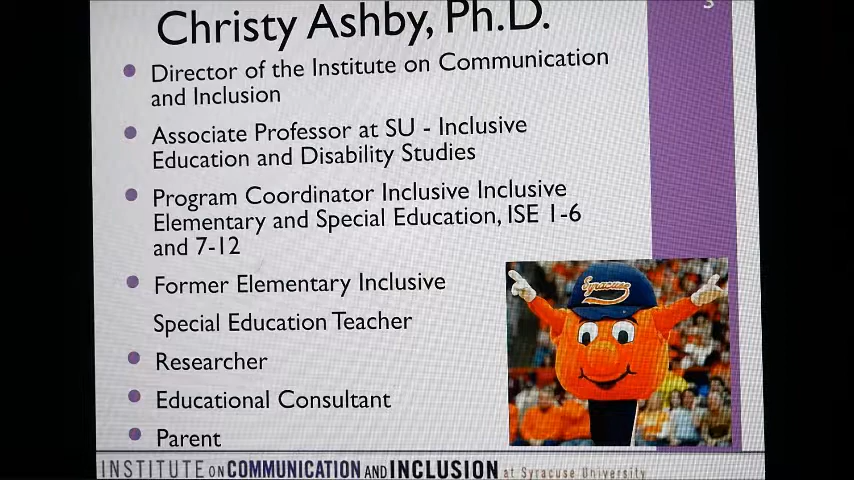 3
Christy Ashby, Ph.D.
Director of the Institute on Communication
and Inclusion
Associate Professor at SU - Inclusive
Education and Disability Studies
Program Coordinator Inclusive Inclusive
Elementary and Special Education, ISE 1-6
and 7-12
Former Elementary Inclusive
Special Education Teacher
Researcher
Educational Consultant
Parent
Syracuse
INSTITUTE ON COMMUNICATION AND INCLUSION at Syracuse University